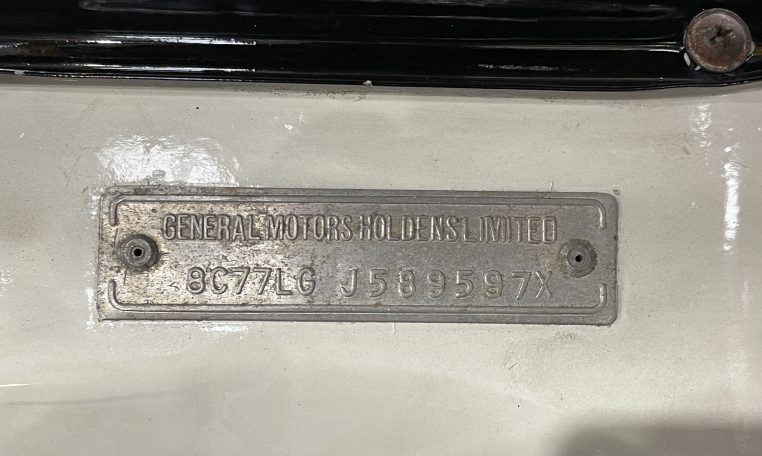 GENERAL MOTORS-HOLDENS LIMITED
8C77LG J589597X